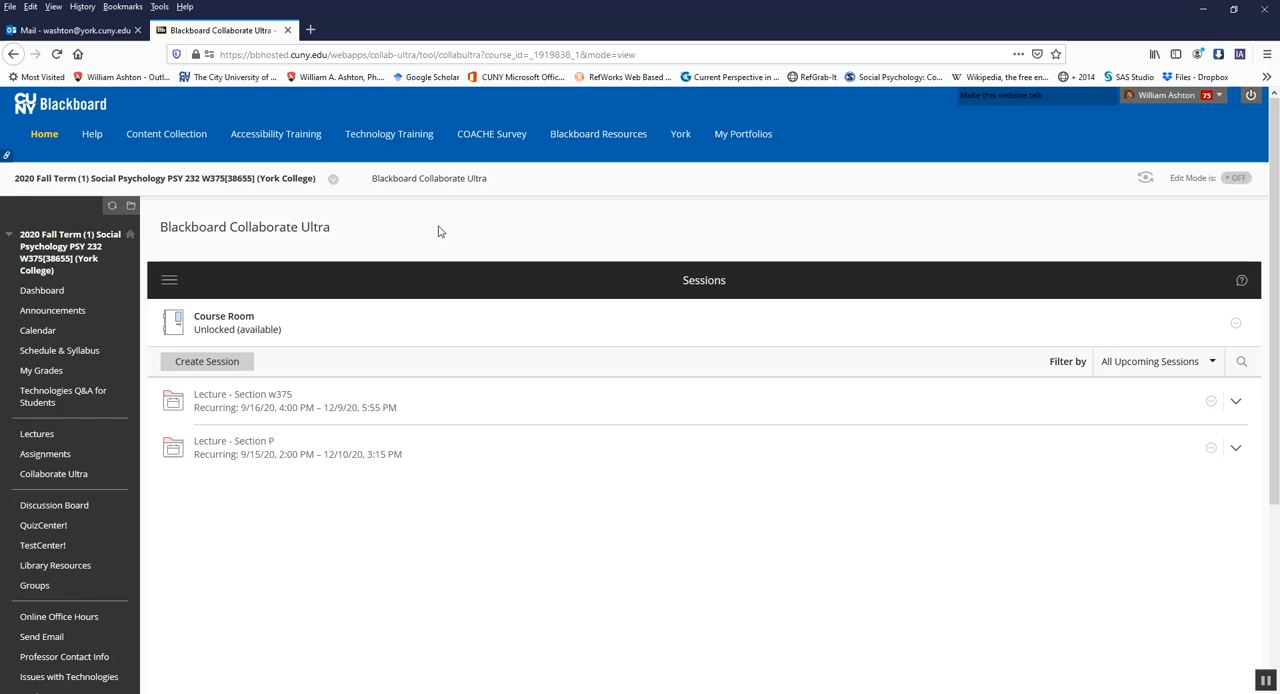 File Edit View History Bookmarks Tools Help
Mail - washton@york.cuny.edu
Blackboard Collaborate Ultra -
https://bbhosted.cuny.edu/webapps/collab-ultra/tool/collabultra?course_id=_1919838_1&mode=view
Most Visited William Ashton - Outl... The City University of ... William A. Ashton, Ph.... Google Scholar CUNY Microsoft Offic... RefWorks Web Based ... Current Perspective in ... RefGrab-It Social Psychology: Co... Wikipedia, the free en... + 2014 SAS Studio Files - Dropbox
CUNY Blackboard
Make this website talk
William Ashton 75
Home Help Content Collection Accessibility Training Technology Training COACHE Survey Blackboard Resources York My Portfolios
2020 Fall Term (1) Social Psychology PSY 232 W375[38655] (York College) Blackboard Collaborate Ultra
Edit Mode is: OFF
2020 Fall Term (1) Social
Psychology PSY 232
W375[38655] (York
College)
Dashboard
Announcements
Calendar
Schedule & Syllabus
My Grades
Technologies Q&A for
Students
Lectures
Assignments
Collaborate Ultra
Discussion Board
QuizCenter!
TestCenter!
Library Resources
Groups
Online Office Hours
Send Email
Professor Contact Info
Issues with Technologies
Blackboard Collaborate Ultra
Sessions
Course Room
Unlocked (available)
Create Session
Filter by All Upcoming Sessions
Lecture - Section w375
Recurring: 9/16/20, 4:00 PM – 12/9/20, 5:55 PM
Lecture - Section P
Recurring: 9/15/20, 2:00 PM – 12/10/20, 3:15 PM